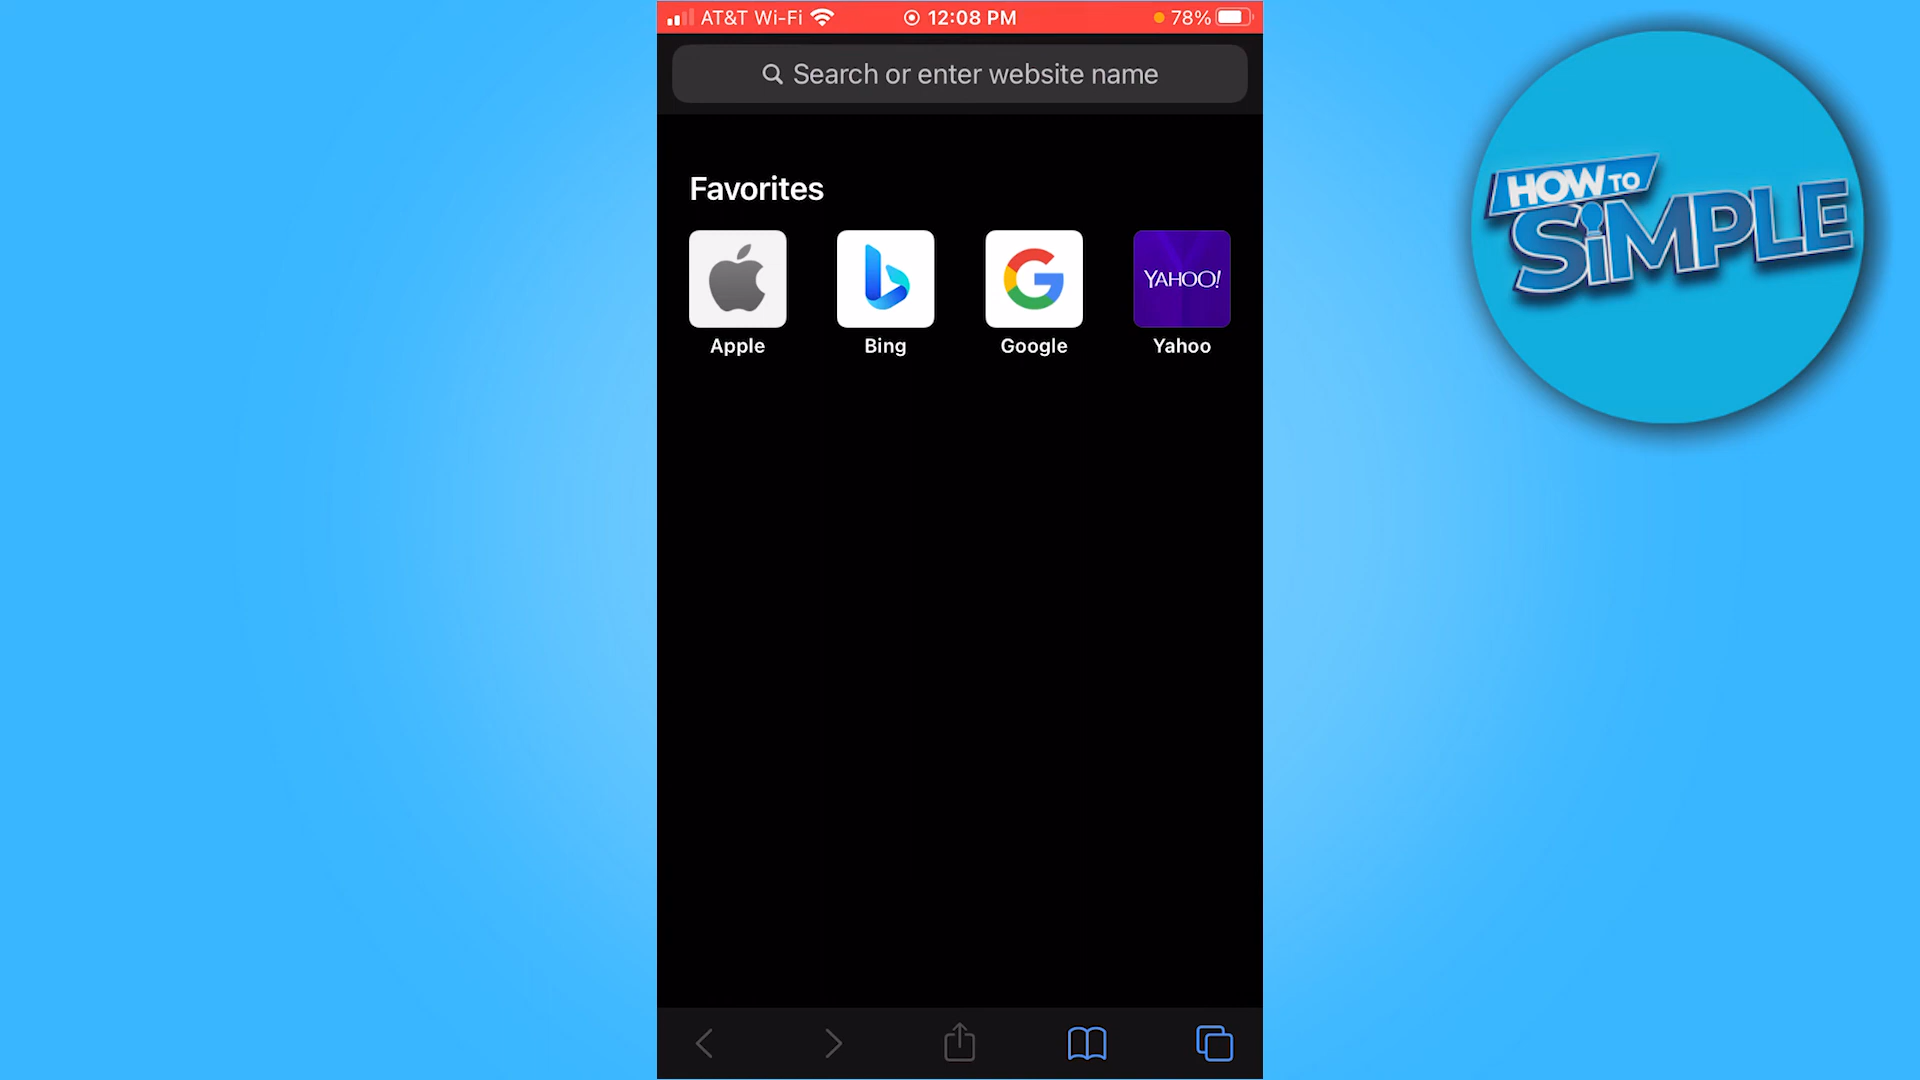 AT&T Wi-Fi 12:08 PM 78%
Search or enter website name
Favorites
YAHOO!
Apple Bing Google Yahoo
HOW TO
SiMPLE